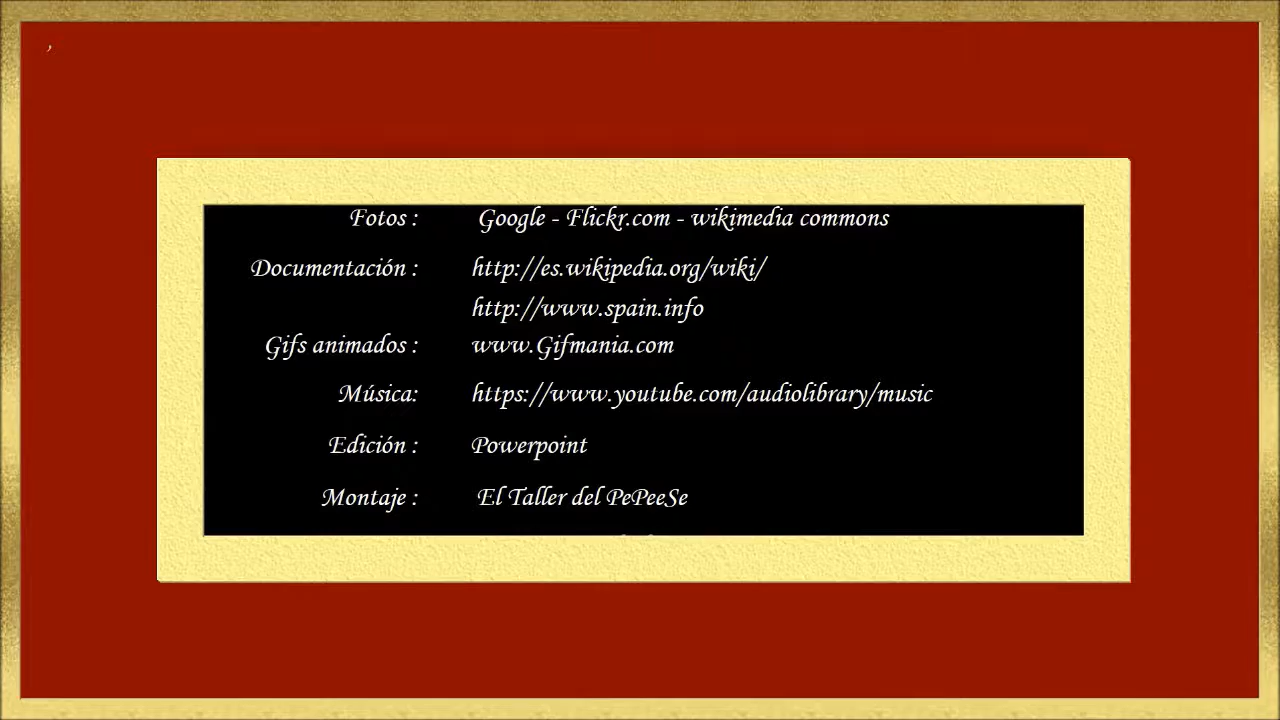 ,
Fotos : Google - Flickr.com - wikimedia commons
Documentación : http://es.wikipedia.org/wiki/
http://www.spain.info
Gifs animados : www.Gifmania.com
Música: https://www.youtube.com/audiolibrary/music
Edición : Powerpoint
Montaje : El Taller del PePeeSe